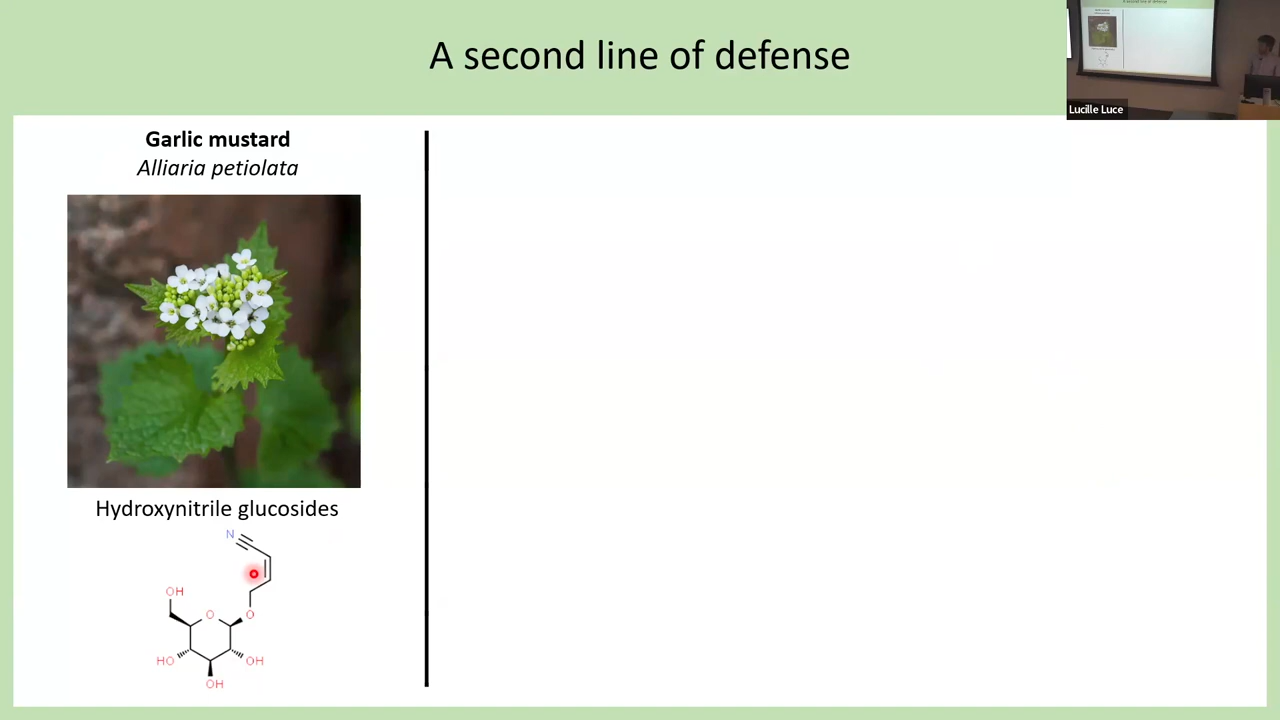 A second line of defense
Lucille Luce
Garlic mustard
Alliaria petiolata
Hydroxynitrile glucosides
N
OH
O
O
HO
OH
OH